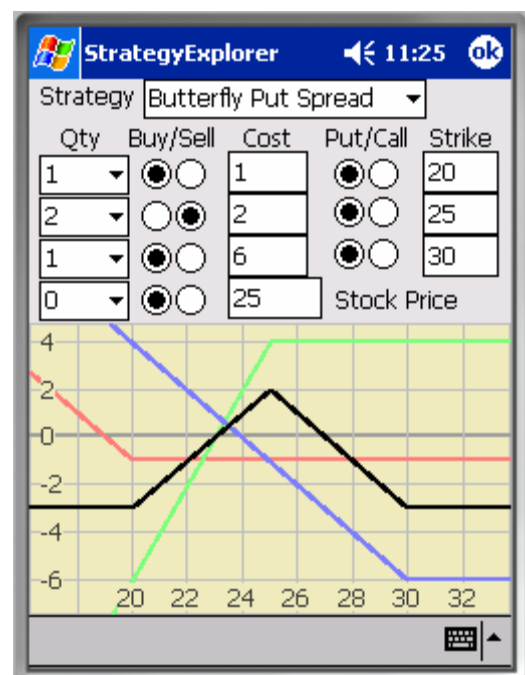 StrategyExplorer 11:25 ok
Strategy Butterfly Put Spread
Qty Buy/Sell Cost Put/Call Strike
1 1 20
2 2 25
1 6 30
0 25 Stock Price
4
2
0
-2
-4
-6
20 22 24 26 28 30 32